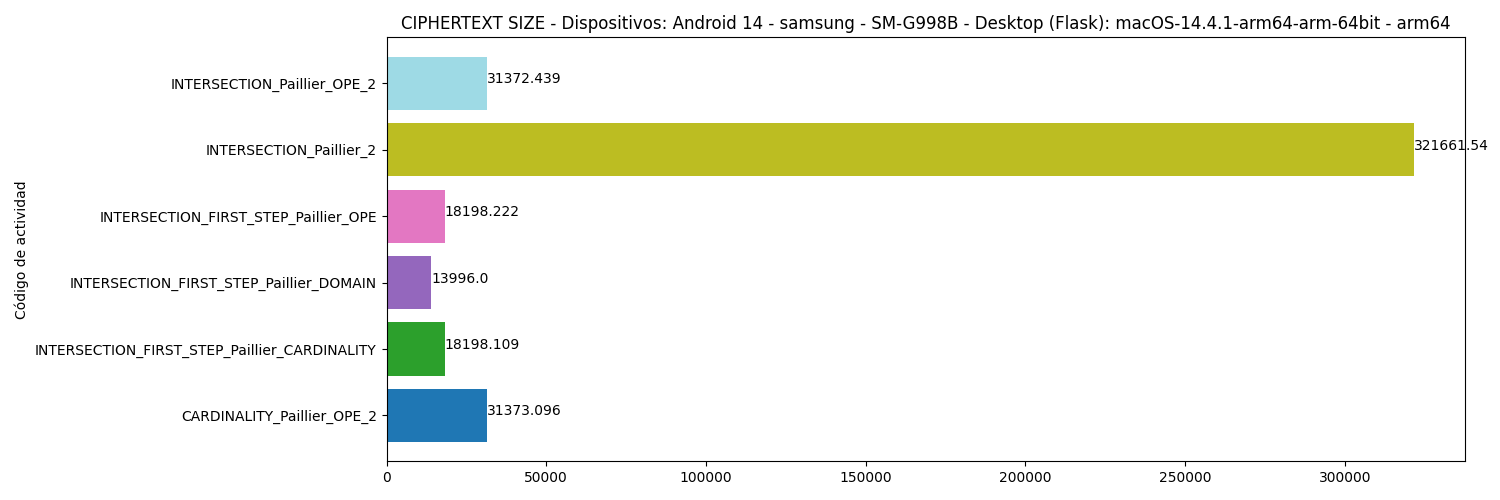 CIPHERTEXT SIZE - Dispositivos: Android 14 - samsung - SM-G998B - Desktop (Flask): macOS-14.4.1-arm64-arm-64bit - arm64
Código de actividad
INTERSECTION_Paillier_OPE_2
31372.439
INTERSECTION_Paillier_2
321661.54
INTERSECTION_FIRST_STEP_Paillier_OPE
18198.222
INTERSECTION_FIRST_STEP_Paillier_DOMAIN
13996.0
INTERSECTION_FIRST_STEP_Paillier_CARDINALITY
18198.109
CARDINALITY_Paillier_OPE_2
31373.096
0 50000 100000 150000 200000 250000 300000